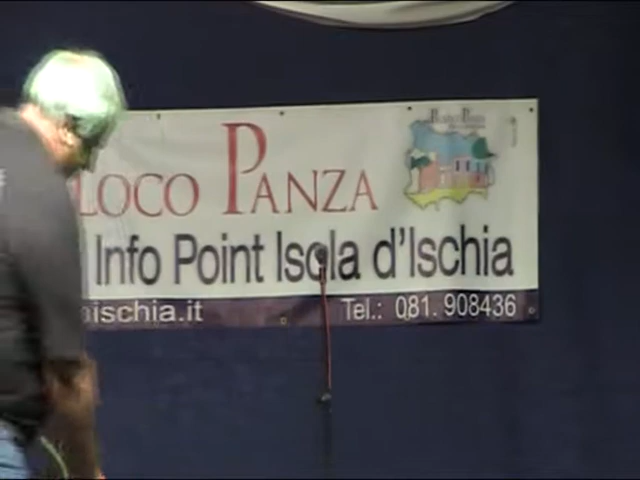 LOCO PANZA
Info Point Isola d'Ischia
ischia.it Tel.: 081. 908436